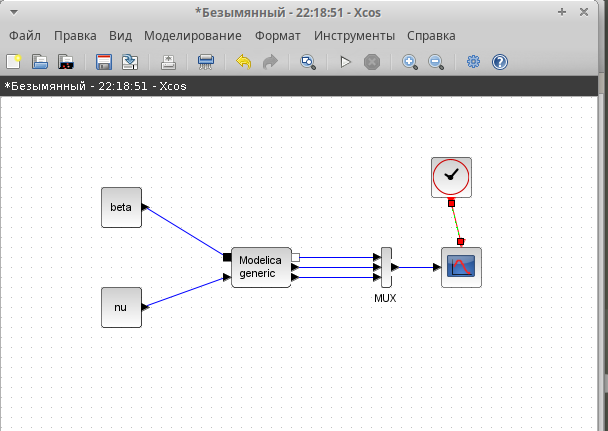 *Безымянный - 22:18:51 - Xcos
Файл Правка Вид Моделирование Формат Инструменты Справка
*Безымянный - 22:18:51 - Xcos
beta
Modelica
generic
MUX
nu